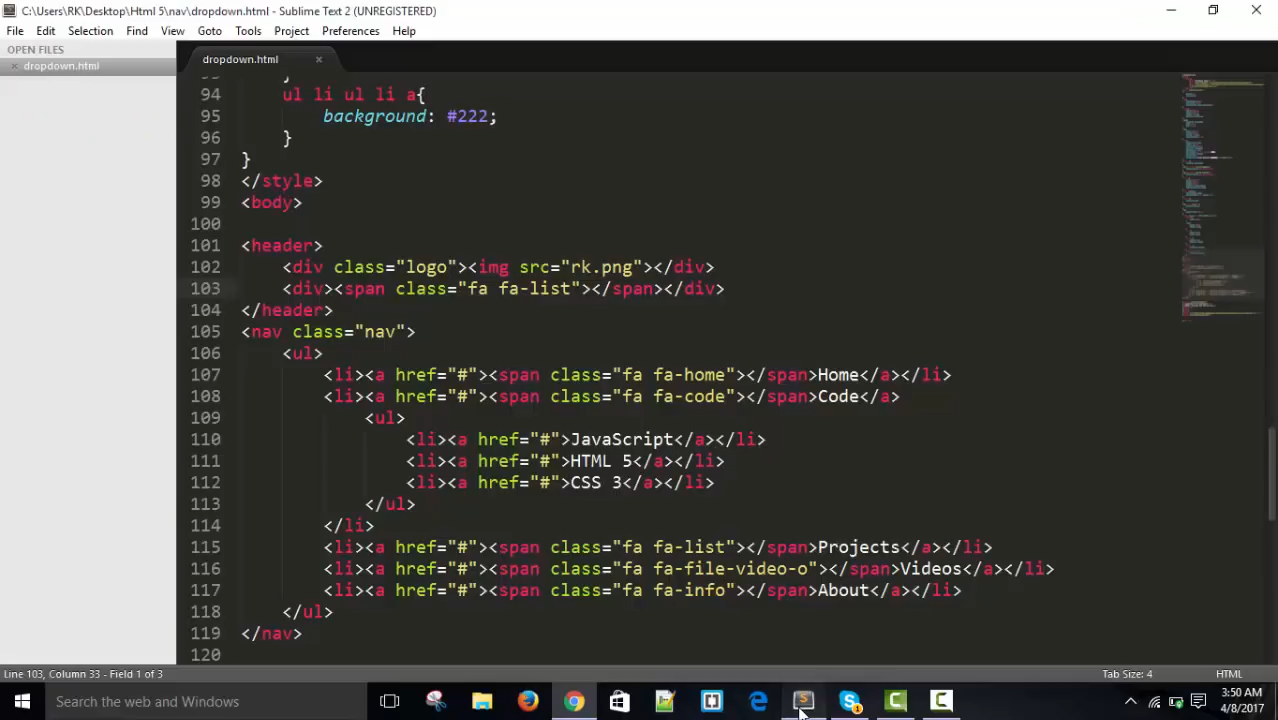 C:\Users\RK\Desktop\Html 5\nav\dropdown.html - Sublime Text 2 (UNREGISTERED)
File Edit Selection Find View Goto Tools Project Preferences Help
OPEN FILES
dropdown.html
dropdown.html
94 ul li ul li a{
95 background: #222;
96 }
97 }
98 </style>
99 <body>
100
101 <header>
102 <div class="logo"><img src="rk.png"></div>
103 <div><span class="fa fa-list"></span></div>
104 </header>
105 <nav class="nav">
106 <ul>
107 <li><a href="#"><span class="fa fa-home"></span>Home</a></li>
108 <li><a href="#"><span class="fa fa-code"></span>Code</a>
109 <ul>
110 <li><a href="#">JavaScript</a></li>
111 <li><a href="#">HTML 5</a></li>
112 <li><a href="#">CSS 3</a></li>
113 </ul>
114 </li>
115 <li><a href="#"><span class="fa fa-list"></span>Projects</a></li>
116 <li><a href="#"><span class="fa fa-file-video-o"></span>Videos</a></li>
117 <li><a href="#"><span class="fa fa-info"></span>About</a></li>
118 </ul>
119 </nav>
120
Line 103, Column 33 - Field 1 of 3
Tab Size: 4
HTML
Search the web and Windows
3:50 AM
4/8/2017